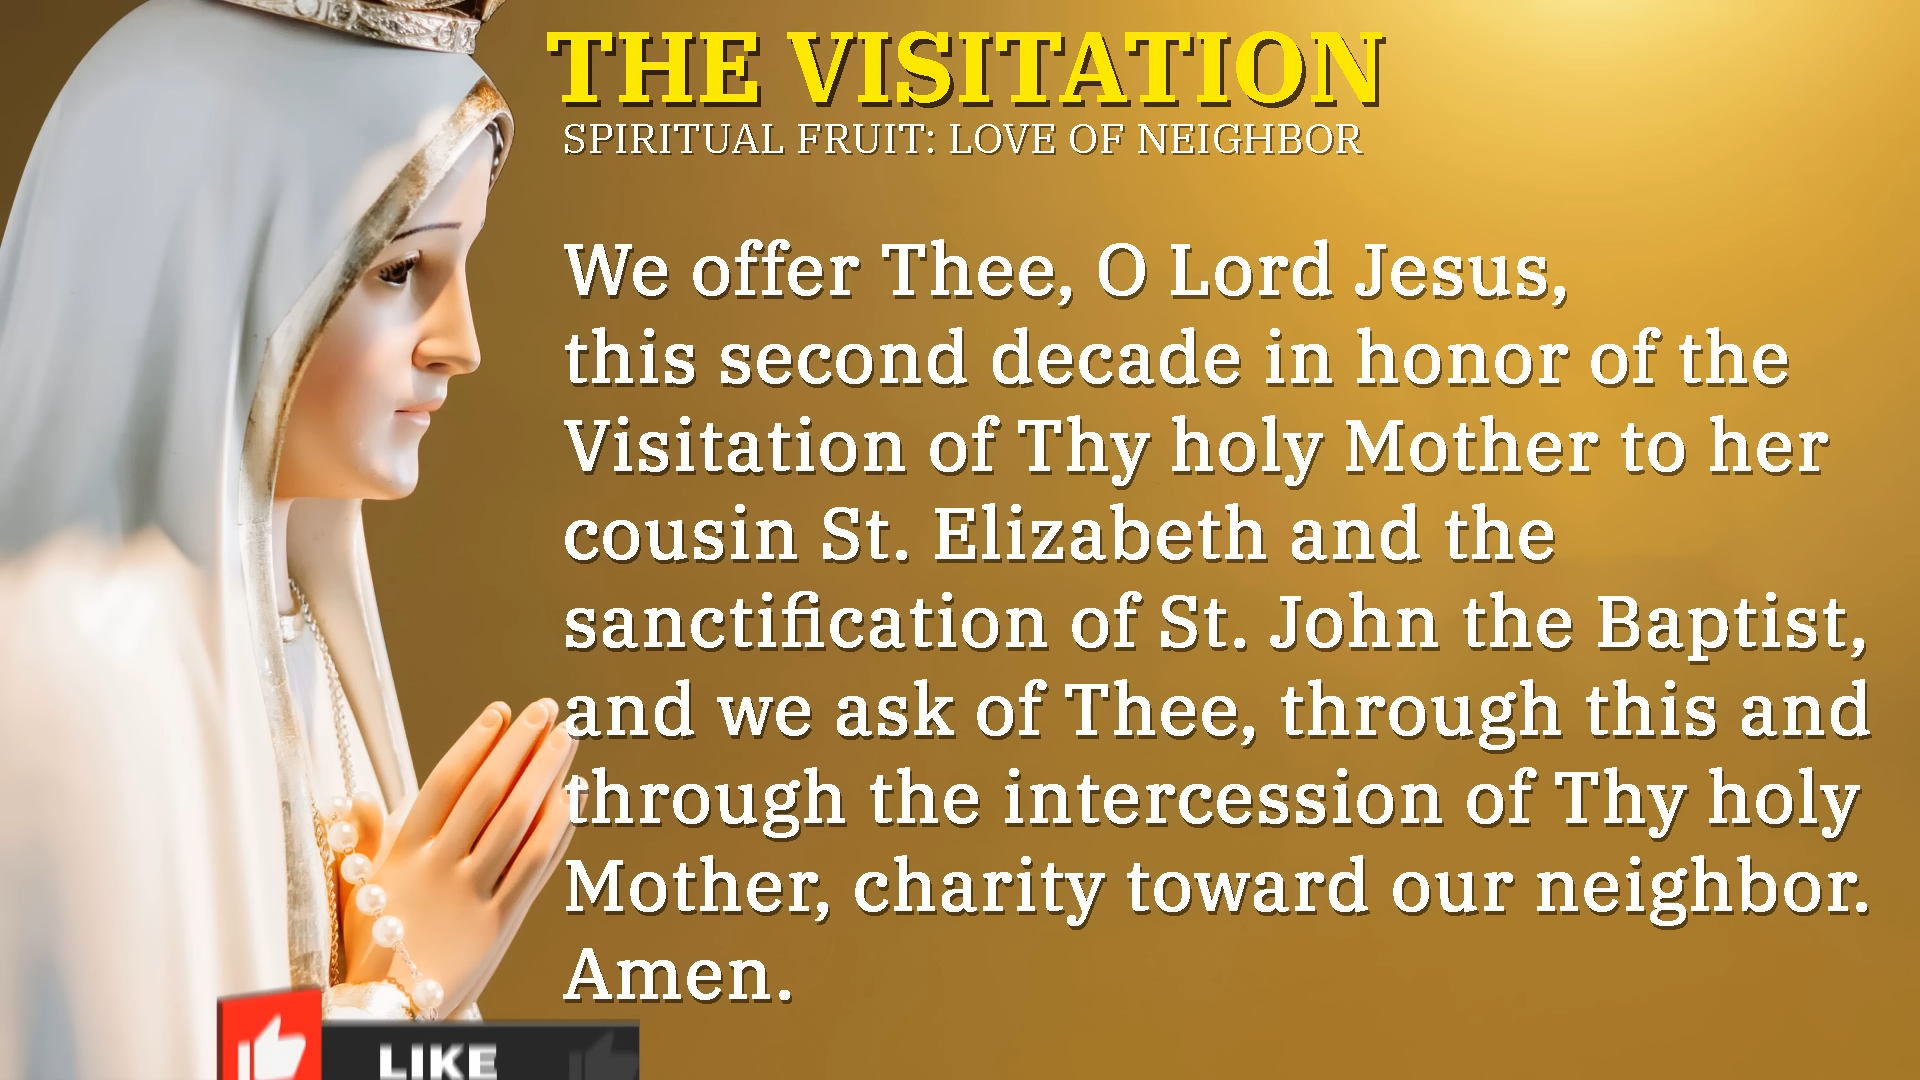 THE VISITATION
SPIRITUAL FRUIT: LOVE OF NEIGHBOR
We offer Thee, O Lord Jesus,
this second decade in honor of the
Visitation of Thy holy Mother to her
cousin St. Elizabeth and the
sanctification of St. John the Baptist,
and we ask of Thee, through this and
through the intercession of Thy holy
Mother, charity toward our neighbor.
Amen.
LIKE